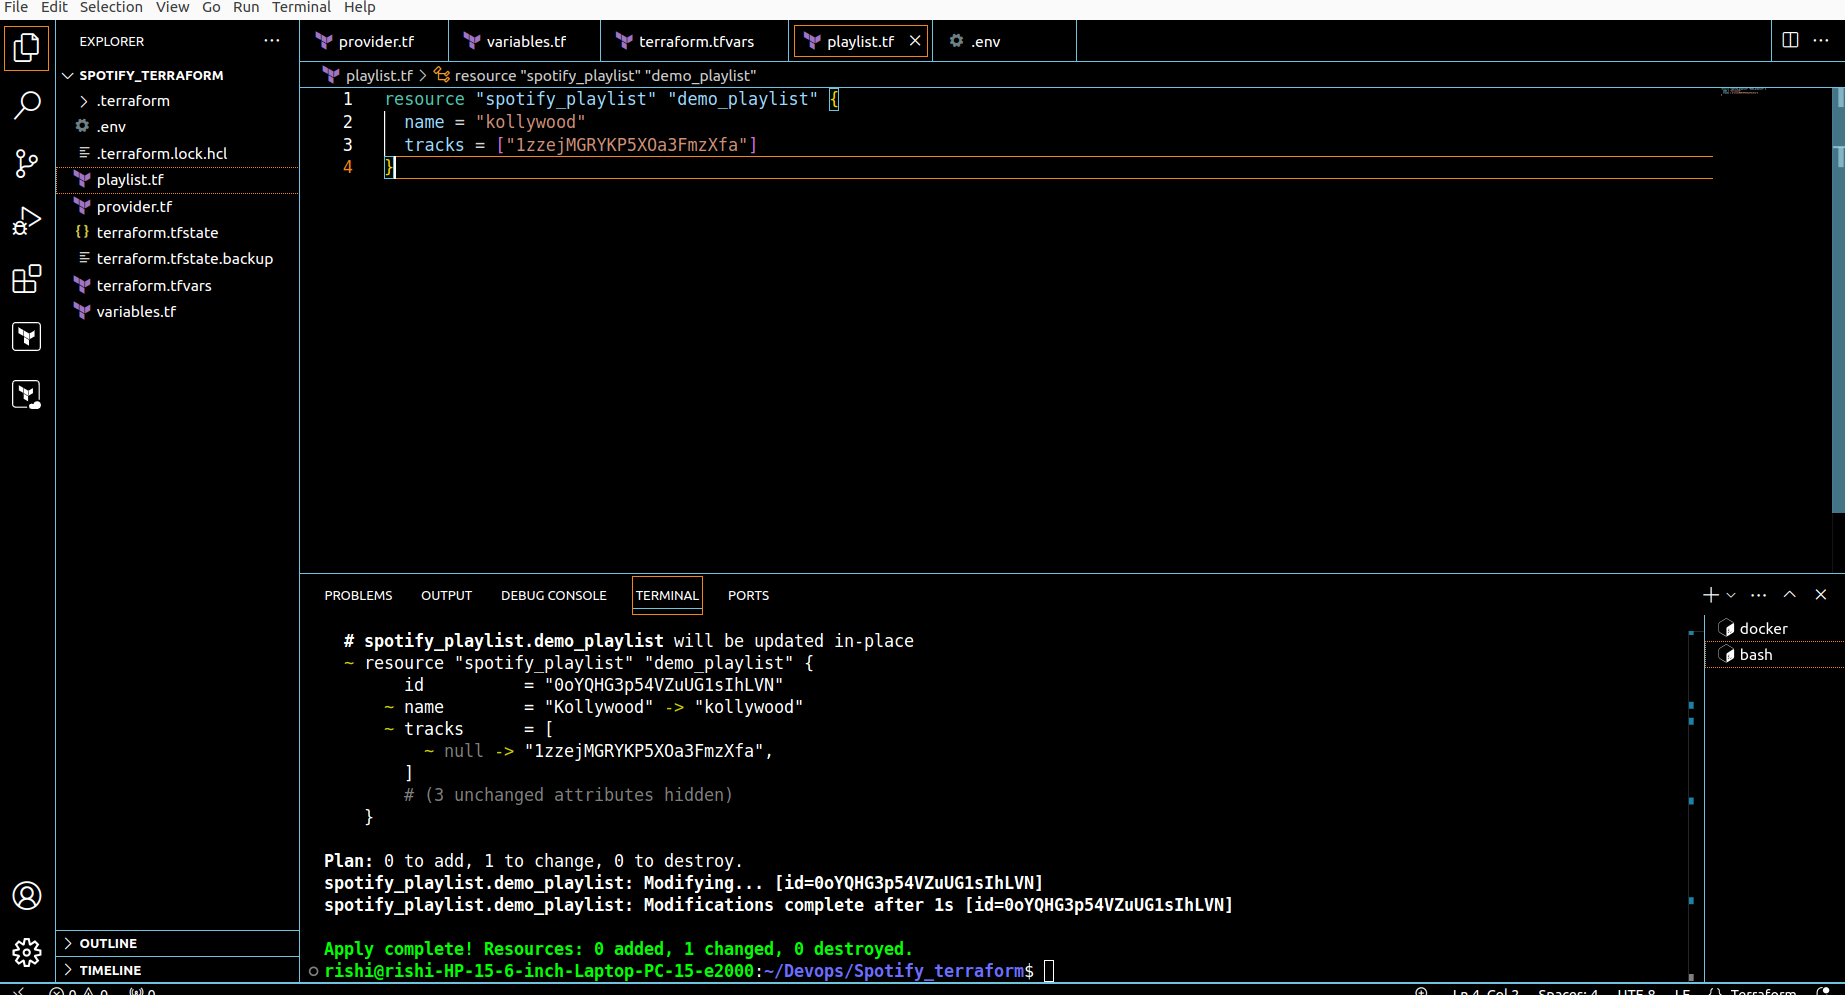 File Edit Selection View Go Run Terminal Help
EXPLORER ···
SPOTIFY_TERRAFORM
.terraform
.env
.terraform.lock.hcl
playlist.tf
provider.tf
{} terraform.tfstate
terraform.tfstate.backup
terraform.tfvars
variables.tf
OUTLINE
TIMELINE
provider.tf variables.tf terraform.tfvars playlist.tf .env
playlist.tf > resource "spotify_playlist" "demo_playlist"
1 resource "spotify_playlist" "demo_playlist" {
2 name = "kollywood"
3 tracks = ["1zzejMGRYKP5XOa3FmzXfa"]
4 }
PROBLEMS OUTPUT DEBUG CONSOLE TERMINAL PORTS
# spotify_playlist.demo_playlist will be updated in-place
~ resource "spotify_playlist" "demo_playlist" {
id = "0oYQHG3p54VZuUG1sIhLVN"
~ name = "Kollywood" -> "kollywood"
~ tracks = [
~ null -> "1zzejMGRYKP5XOa3FmzXfa",
]
# (3 unchanged attributes hidden)
}
Plan: 0 to add, 1 to change, 0 to destroy.
spotify_playlist.demo_playlist: Modifying... [id=0oYQHG3p54VZuUG1sIhLVN]
spotify_playlist.demo_playlist: Modifications complete after 1s [id=0oYQHG3p54VZuUG1sIhLVN]
Apply complete! Resources: 0 added, 1 changed, 0 destroyed.
rishi@rishi-HP-15-6-inch-Laptop-PC-15-e2000:~/Devops/Spotify_terraform$
docker
bash
0 0 0 Ln 4, Col 2 Spaces: 4 UTF-8 LF {} Terraform